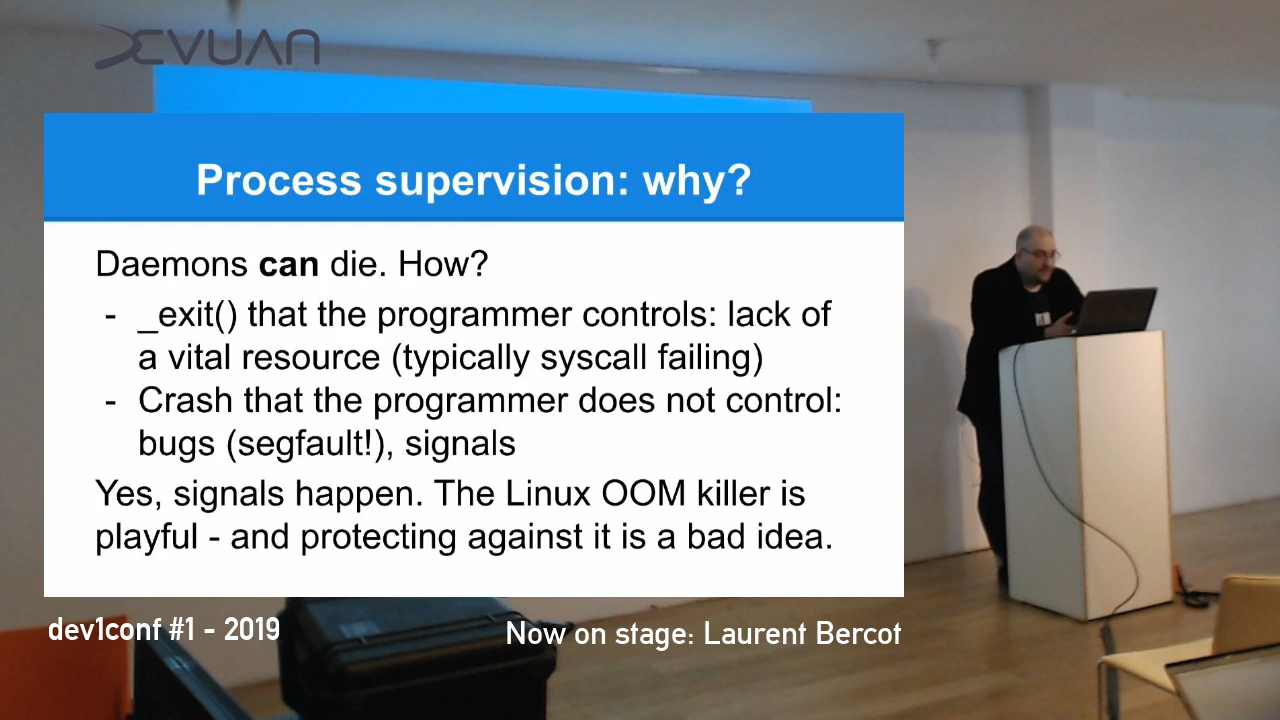 DEVUAN
Process supervision: why?
Daemons can die. How?
- _exit() that the programmer controls: lack of
a vital resource (typically syscall failing)
- Crash that the programmer does not control:
bugs (segfault!), signals
Yes, signals happen. The Linux OOM killer is
playful - and protecting against it is a bad idea.
dev1conf #1 - 2019
Now on stage: Laurent Bercot